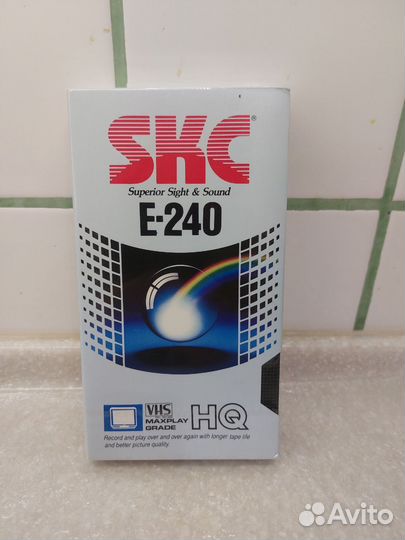 SKC®
Superior Sight & Sound
E-240
VHS
MAXPLAY
GRADE
HQ
Record and play over and over again with longer tape life
and better picture quality.
Avito